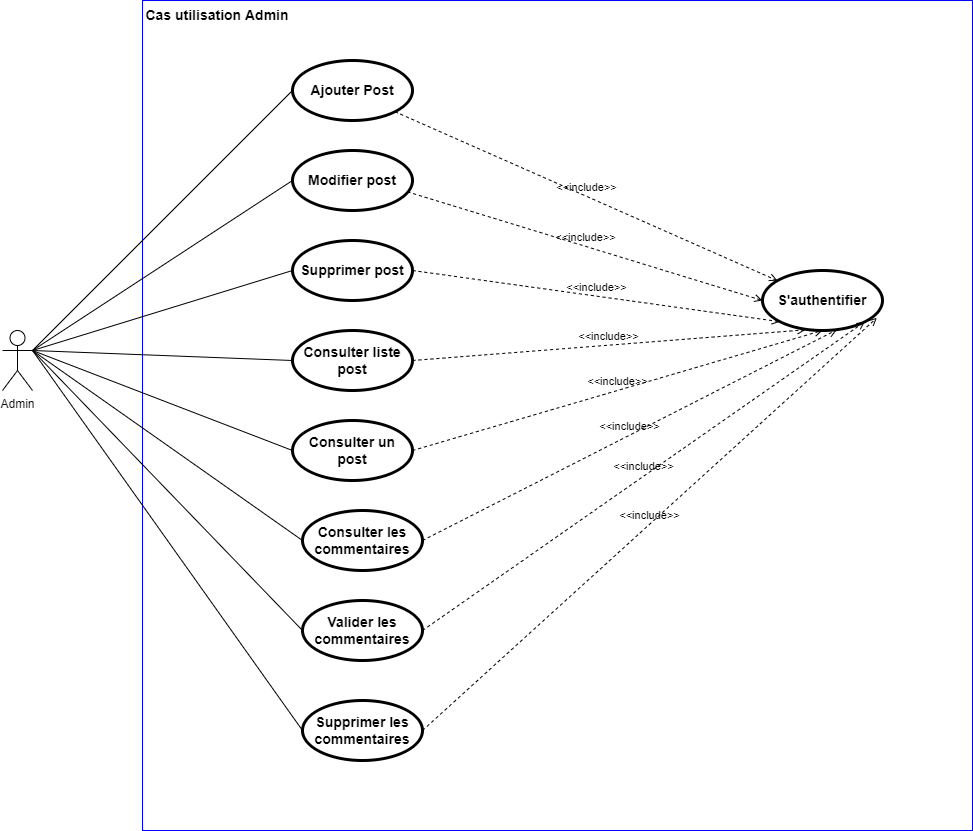 Cas utilisation Admin
Ajouter Post
<<include>>
Modifier post
<<include>>
Supprimer post
<<include>>
S'authentifier
Consulter liste
post
<<include>>
Admin
Consulter un
post
<<include>>
Consulter les
commentaires
<<include>>
Valider les
commentaires
<<include>>
Supprimer les
commentaires
<<include>>